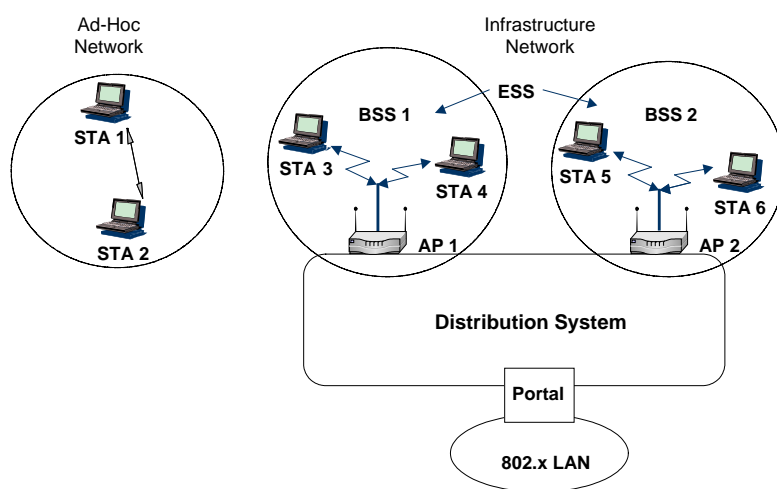 Ad-Hoc
Network
Infrastructure
Network
STA 1
STA 2
ESS
BSS 1
BSS 2
STA 3
STA 4
STA 5
STA 6
AP 1
AP 2
Distribution System
Portal
802.x LAN